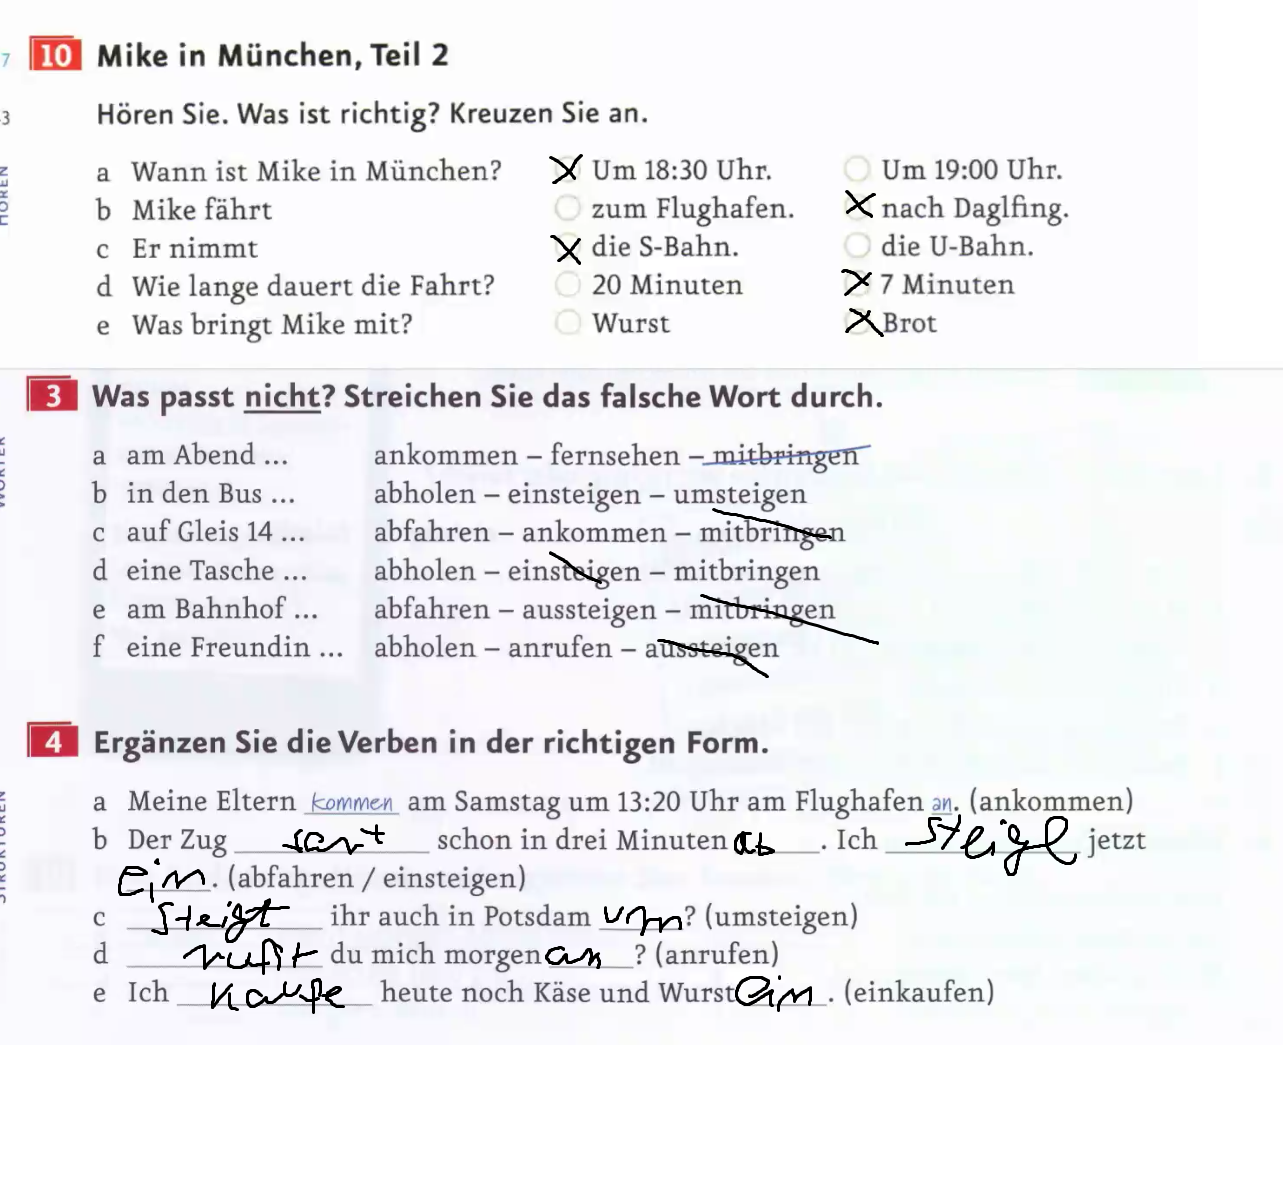 7 10 Mike in München, Teil 2
3 Hören Sie. Was ist richtig? Kreuzen Sie an.
HÖREN
a Wann ist Mike in München? X Um 18:30 Uhr. Um 19:00 Uhr.
b Mike fährt zum Flughafen. X nach Daglfing.
c Er nimmt X die S-Bahn. die U-Bahn.
d Wie lange dauert die Fahrt? 20 Minuten X 7 Minuten
e Was bringt Mike mit? Wurst X Brot
3 Was passt nicht? Streichen Sie das falsche Wort durch.
WÖRTER
a am Abend ... ankommen – fernsehen – mitbringen
b in den Bus ... abholen – einsteigen – umsteigen
c auf Gleis 14 ... abfahren – ankommen – mitbringen
d eine Tasche ... abholen – einsteigen – mitbringen
e am Bahnhof ... abfahren – aussteigen – mitbringen
f eine Freundin ... abholen – anrufen – aussteigen
4 Ergänzen Sie die Verben in der richtigen Form.
STRUKTUREN
a Meine Eltern kommen am Samstag um 13:20 Uhr am Flughafen an. (ankommen)
b Der Zug schon in drei Minuten ab. Ich steige jetzt
ein. (abfahren / einsteigen)
c steigt ihr auch in Potsdam um? (umsteigen)
d rufst du mich morgen an? (anrufen)
e Ich kaufe heute noch Käse und Wurst ein. (einkaufen)